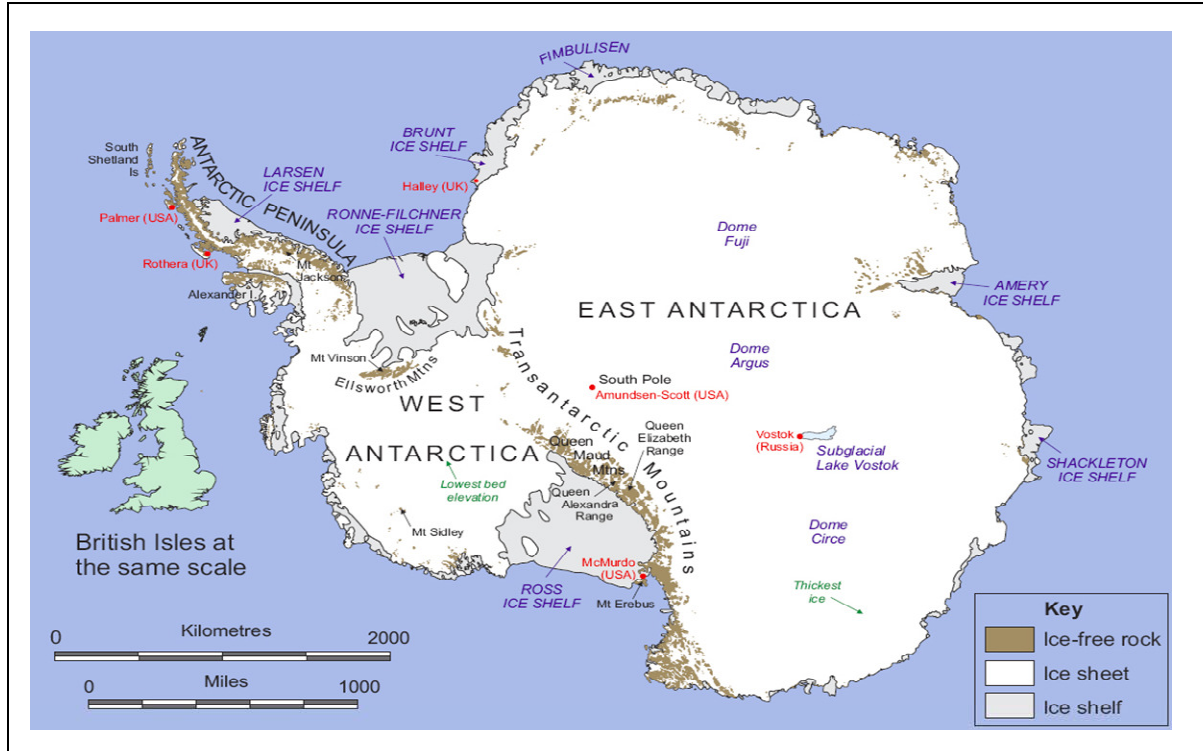 FIMBULISEN
BRUNT
ICE SHELF
Halley (UK)
South
Shetland
Is
ANTARCTIC PENINSULA
LARSEN
ICE SHELF
RONNE-FILCHNER
ICE SHELF
Palmer (USA)
Rothera (UK)
Mt
Jackson
Alexander I.
Dome
Fuji
AMERY
ICE SHELF
EAST ANTARCTICA
Dome
Argus
Mt Vinson
Ellsworth Mtns
Transantarctic Mountains
South Pole
Amundsen-Scott (USA)
WEST
ANTARCTICA
Queen
Maud
Mtns
Queen
Elizabeth
Range
Vostok
(Russia)
Subglacial
Lake Vostok
SHACKLETON
ICE SHELF
Lowest bed
elevation
Queen
Alexandra
Range
Mt Sidley
Dome
Circe
British Isles at
the same scale
McMurdo
(USA)
Mt Erebus
ROSS
ICE SHELF
Thickest
ice
Kilometres
0 2000
Miles
0 1000
Key
Ice-free rock
Ice sheet
Ice shelf